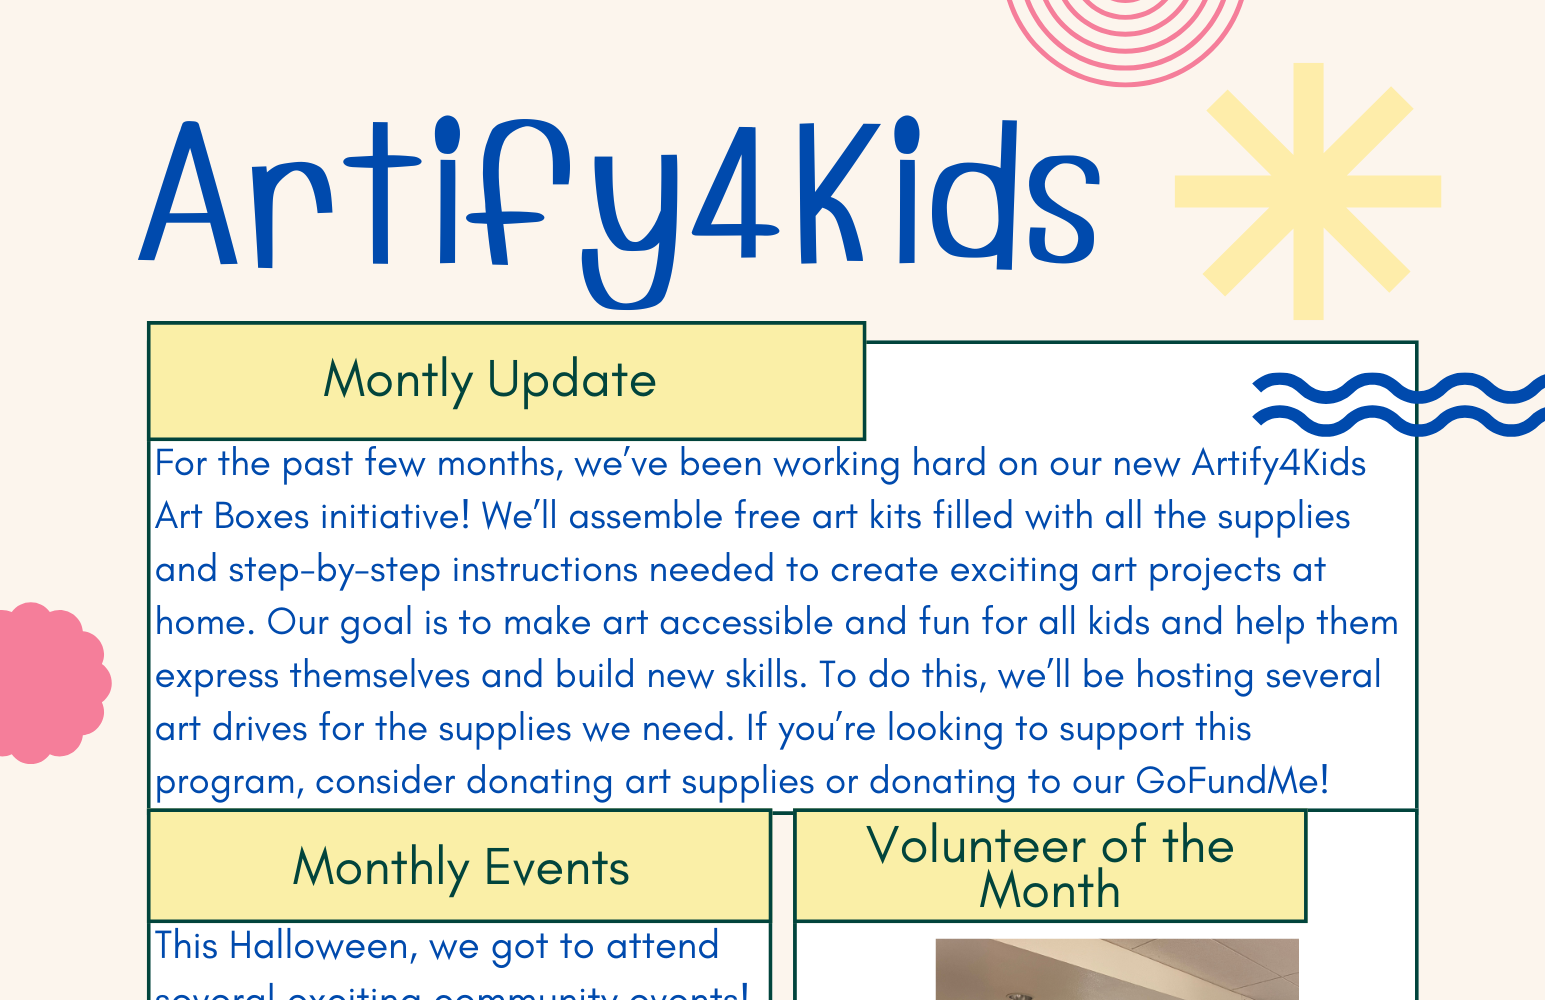 Artify4Kids
Montly Update
For the past few months, we’ve been working hard on our new Artify4Kids
Art Boxes initiative! We’ll assemble free art kits filled with all the supplies
and step-by-step instructions needed to create exciting art projects at
home. Our goal is to make art accessible and fun for all kids and help them
express themselves and build new skills. To do this, we’ll be hosting several
art drives for the supplies we need. If you’re looking to support this
program, consider donating art supplies or donating to our GoFundMe!
Monthly Events
This Halloween, we got to attend
several exciting community events!
Volunteer of the
Month